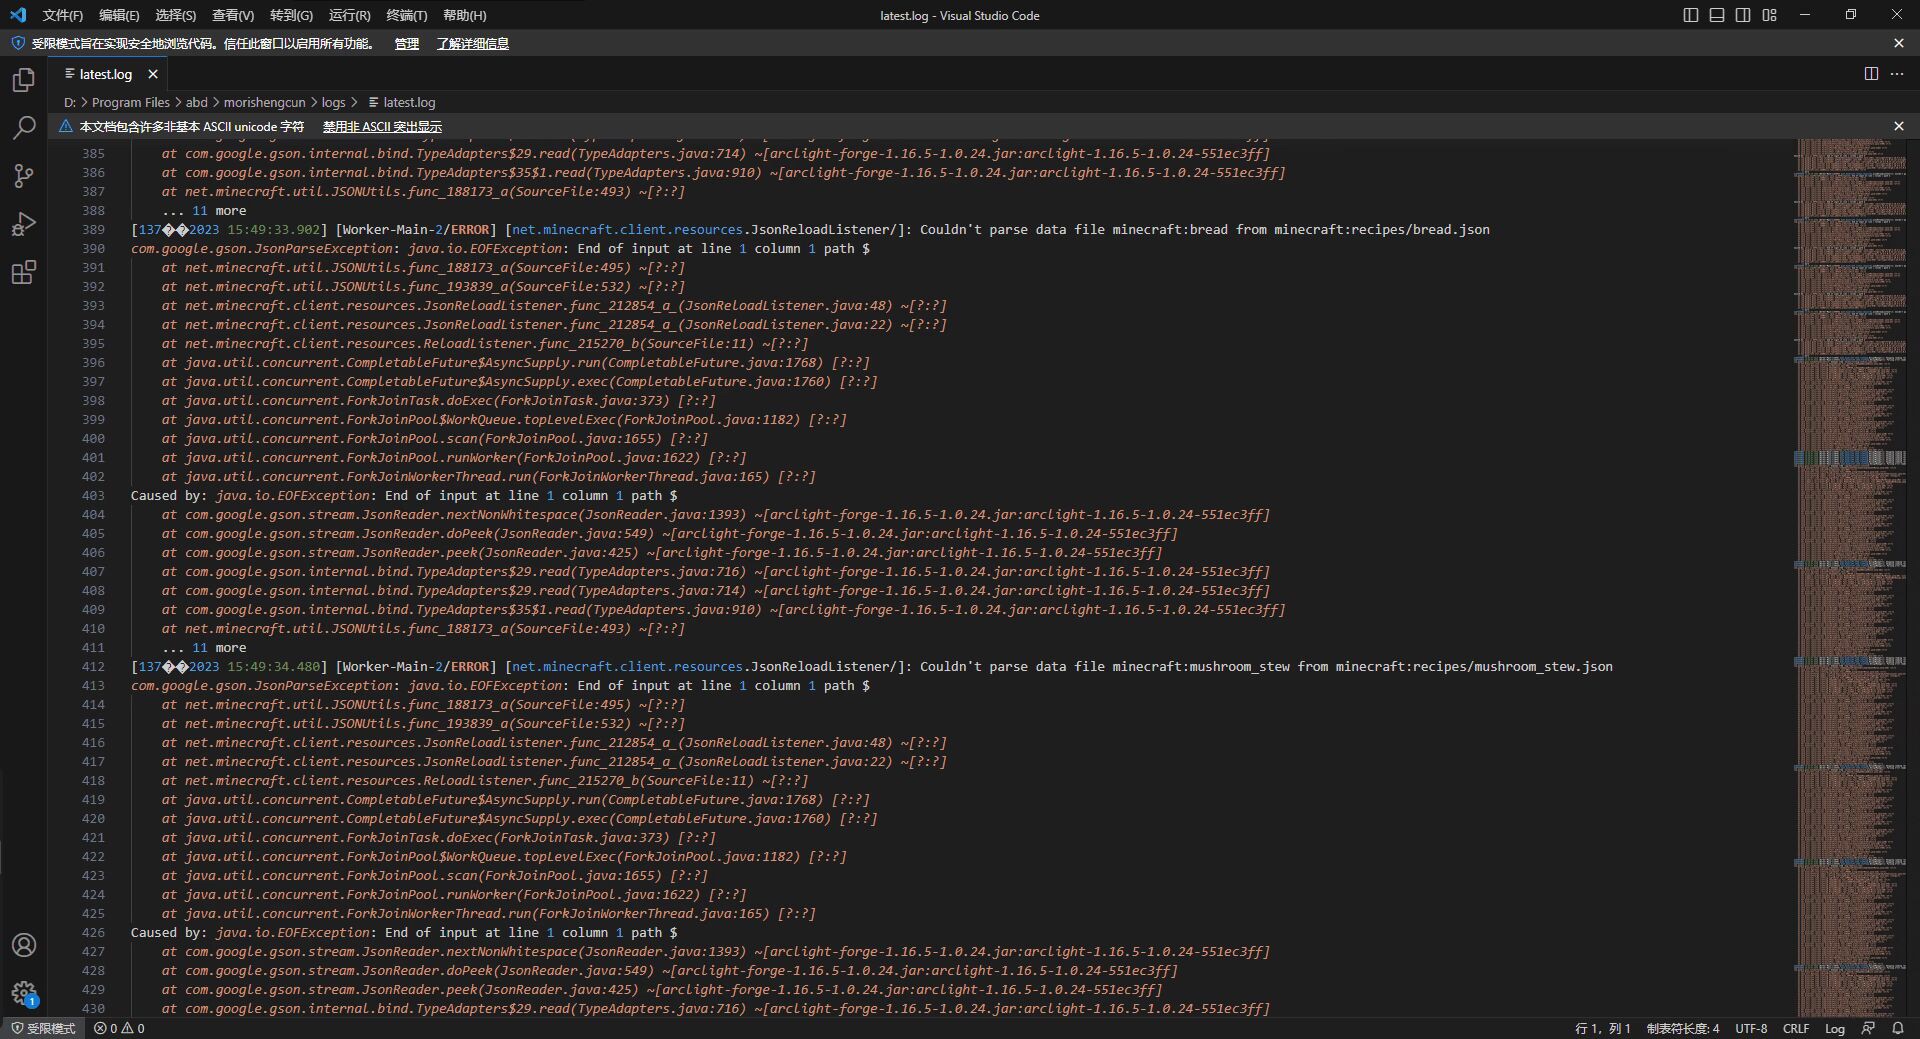 文件(F) 编辑(E) 选择(S) 查看(V) 转到(G) 运行(R) 终端(T) 帮助(H) latest.log - Visual Studio Code
受限模式旨在实现安全地浏览代码。信任此窗口以启用所有功能。 管理 了解详细信息
latest.log
D: > Program Files > abd > morishengcun > logs > latest.log
本文档包含许多非基本 ASCII unicode 字符 禁用非 ASCII 突出显示
385 at com.google.gson.internal.bind.TypeAdapters$29.read(TypeAdapters.java:714) ~[arclight-forge-1.16.5-1.0.24.jar:arclight-1.16.5-1.0.24-551ec3ff]
386 at com.google.gson.internal.bind.TypeAdapters$35$1.read(TypeAdapters.java:910) ~[arclight-forge-1.16.5-1.0.24.jar:arclight-1.16.5-1.0.24-551ec3ff]
387 at net.minecraft.util.JSONUtils.func_188173_a(SourceFile:493) ~[?:?]
388 ... 11 more
389 [137��2023 15:49:33.902] [Worker-Main-2/ERROR] [net.minecraft.client.resources.JsonReloadListener/]: Couldn't parse data file minecraft:bread from minecraft:recipes/bread.json
390 com.google.gson.JsonParseException: java.io.EOFException: End of input at line 1 column 1 path $
391 at net.minecraft.util.JSONUtils.func_188173_a(SourceFile:495) ~[?:?]
392 at net.minecraft.util.JSONUtils.func_193839_a(SourceFile:532) ~[?:?]
393 at net.minecraft.client.resources.JsonReloadListener.func_212854_a_(JsonReloadListener.java:48) ~[?:?]
394 at net.minecraft.client.resources.JsonReloadListener.func_212854_a_(JsonReloadListener.java:22) ~[?:?]
395 at net.minecraft.client.resources.ReloadListener.func_215270_b(SourceFile:11) ~[?:?]
396 at java.util.concurrent.CompletableFuture$AsyncSupply.run(CompletableFuture.java:1768) [?:?]
397 at java.util.concurrent.CompletableFuture$AsyncSupply.exec(CompletableFuture.java:1760) [?:?]
398 at java.util.concurrent.ForkJoinTask.doExec(ForkJoinTask.java:373) [?:?]
399 at java.util.concurrent.ForkJoinPool$WorkQueue.topLevelExec(ForkJoinPool.java:1182) [?:?]
400 at java.util.concurrent.ForkJoinPool.scan(ForkJoinPool.java:1655) [?:?]
401 at java.util.concurrent.ForkJoinPool.runWorker(ForkJoinPool.java:1622) [?:?]
402 at java.util.concurrent.ForkJoinWorkerThread.run(ForkJoinWorkerThread.java:165) [?:?]
403 Caused by: java.io.EOFException: End of input at line 1 column 1 path $
404 at com.google.gson.stream.JsonReader.nextNonWhitespace(JsonReader.java:1393) ~[arclight-forge-1.16.5-1.0.24.jar:arclight-1.16.5-1.0.24-551ec3ff]
405 at com.google.gson.stream.JsonReader.doPeek(JsonReader.java:549) ~[arclight-forge-1.16.5-1.0.24.jar:arclight-1.16.5-1.0.24-551ec3ff]
406 at com.google.gson.stream.JsonReader.peek(JsonReader.java:425) ~[arclight-forge-1.16.5-1.0.24.jar:arclight-1.16.5-1.0.24-551ec3ff]
407 at com.google.gson.internal.bind.TypeAdapters$29.read(TypeAdapters.java:716) ~[arclight-forge-1.16.5-1.0.24.jar:arclight-1.16.5-1.0.24-551ec3ff]
408 at com.google.gson.internal.bind.TypeAdapters$29.read(TypeAdapters.java:714) ~[arclight-forge-1.16.5-1.0.24.jar:arclight-1.16.5-1.0.24-551ec3ff]
409 at com.google.gson.internal.bind.TypeAdapters$35$1.read(TypeAdapters.java:910) ~[arclight-forge-1.16.5-1.0.24.jar:arclight-1.16.5-1.0.24-551ec3ff]
410 at net.minecraft.util.JSONUtils.func_188173_a(SourceFile:493) ~[?:?]
411 ... 11 more
412 [137��2023 15:49:34.480] [Worker-Main-2/ERROR] [net.minecraft.client.resources.JsonReloadListener/]: Couldn't parse data file minecraft:mushroom_stew from minecraft:recipes/mushroom_stew.json
413 com.google.gson.JsonParseException: java.io.EOFException: End of input at line 1 column 1 path $
414 at net.minecraft.util.JSONUtils.func_188173_a(SourceFile:495) ~[?:?]
415 at net.minecraft.util.JSONUtils.func_193839_a(SourceFile:532) ~[?:?]
416 at net.minecraft.client.resources.JsonReloadListener.func_212854_a_(JsonReloadListener.java:48) ~[?:?]
417 at net.minecraft.client.resources.JsonReloadListener.func_212854_a_(JsonReloadListener.java:22) ~[?:?]
418 at net.minecraft.client.resources.ReloadListener.func_215270_b(SourceFile:11) ~[?:?]
419 at java.util.concurrent.CompletableFuture$AsyncSupply.run(CompletableFuture.java:1768) [?:?]
420 at java.util.concurrent.CompletableFuture$AsyncSupply.exec(CompletableFuture.java:1760) [?:?]
421 at java.util.concurrent.ForkJoinTask.doExec(ForkJoinTask.java:373) [?:?]
422 at java.util.concurrent.ForkJoinPool$WorkQueue.topLevelExec(ForkJoinPool.java:1182) [?:?]
423 at java.util.concurrent.ForkJoinPool.scan(ForkJoinPool.java:1655) [?:?]
424 at java.util.concurrent.ForkJoinPool.runWorker(ForkJoinPool.java:1622) [?:?]
425 at java.util.concurrent.ForkJoinWorkerThread.run(ForkJoinWorkerThread.java:165) [?:?]
426 Caused by: java.io.EOFException: End of input at line 1 column 1 path $
427 at com.google.gson.stream.JsonReader.nextNonWhitespace(JsonReader.java:1393) ~[arclight-forge-1.16.5-1.0.24.jar:arclight-1.16.5-1.0.24-551ec3ff]
428 at com.google.gson.stream.JsonReader.doPeek(JsonReader.java:549) ~[arclight-forge-1.16.5-1.0.24.jar:arclight-1.16.5-1.0.24-551ec3ff]
429 at com.google.gson.stream.JsonReader.peek(JsonReader.java:425) ~[arclight-forge-1.16.5-1.0.24.jar:arclight-1.16.5-1.0.24-551ec3ff]
430 at com.google.gson.internal.bind.TypeAdapters$29.read(TypeAdapters.java:716) ~[arclight-forge-1.16.5-1.0.24.jar:arclight-1.16.5-1.0.24-551ec3ff]
1
受限模式 0 0 行 1，列 1 制表符长度: 4 UTF-8 CRLF Log